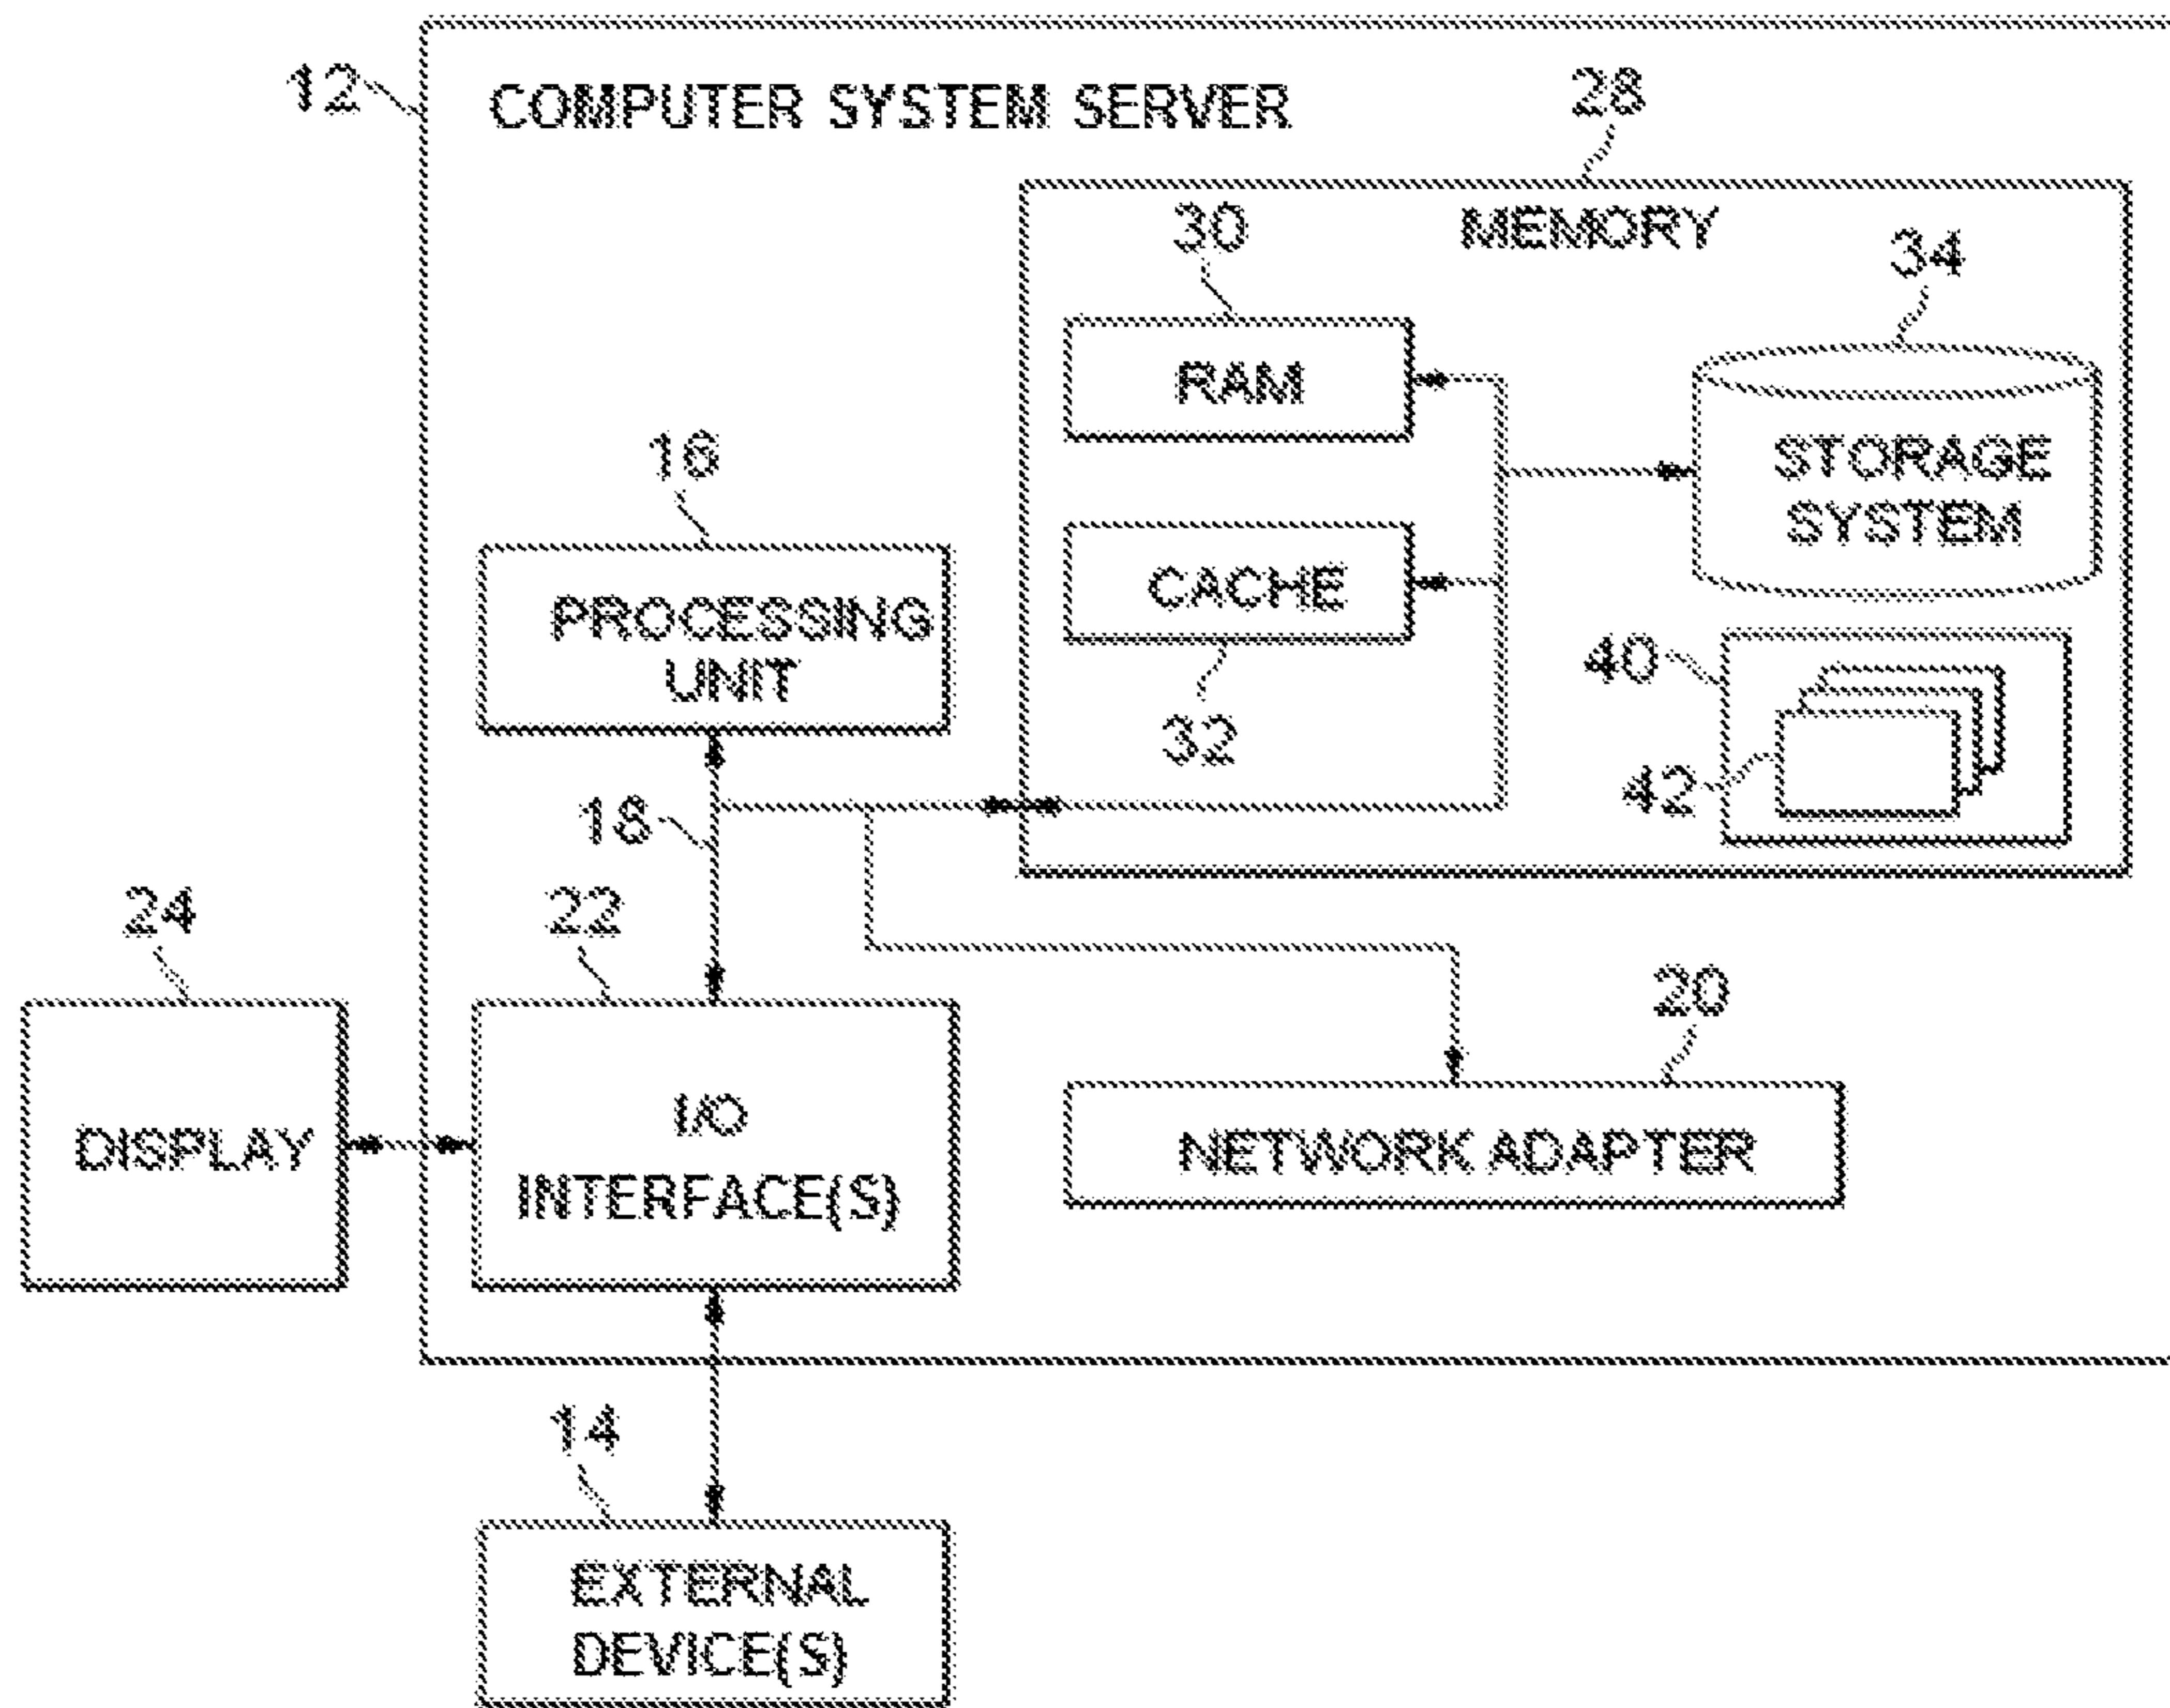 12
COMPUTER SYSTEM SERVER
28
MEMORY
30
34
RAM
STORAGE
SYSTEM
16
PROCESSING
UNIT
CACHE
32
40
42
18
24
22
20
DISPLAY
I/O
INTERFACE(S)
NETWORK ADAPTER
14
EXTERNAL
DEVICE(S)